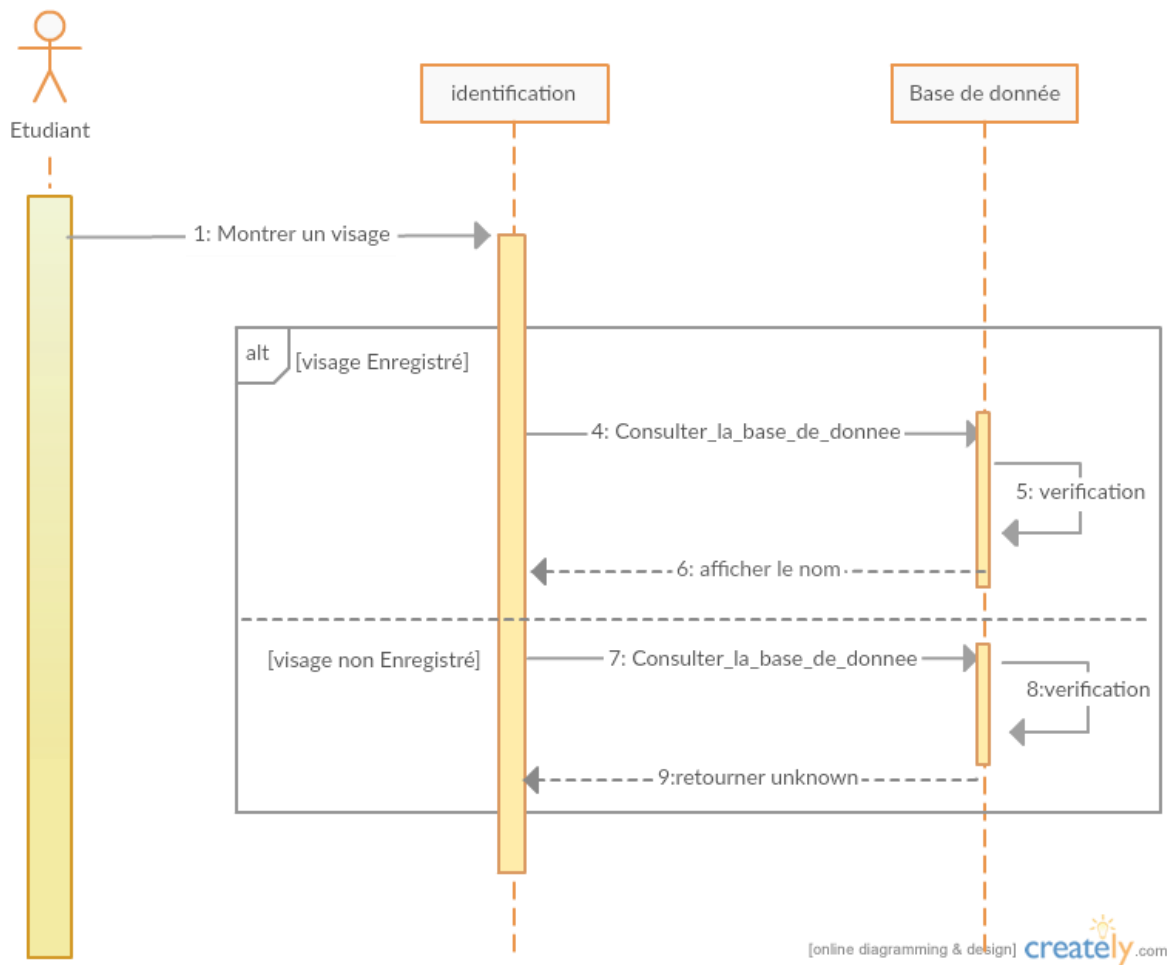 Etudiant
identification
Base de donnée
1: Montrer un visage
alt
[visage Enregistré]
4: Consulter_la_base_de_donnee
5: verification
6: afficher le nom
[visage non Enregistré]
7: Consulter_la_base_de_donnee
8:verification
9:retourner unknown
[online diagramming & design] creately.com